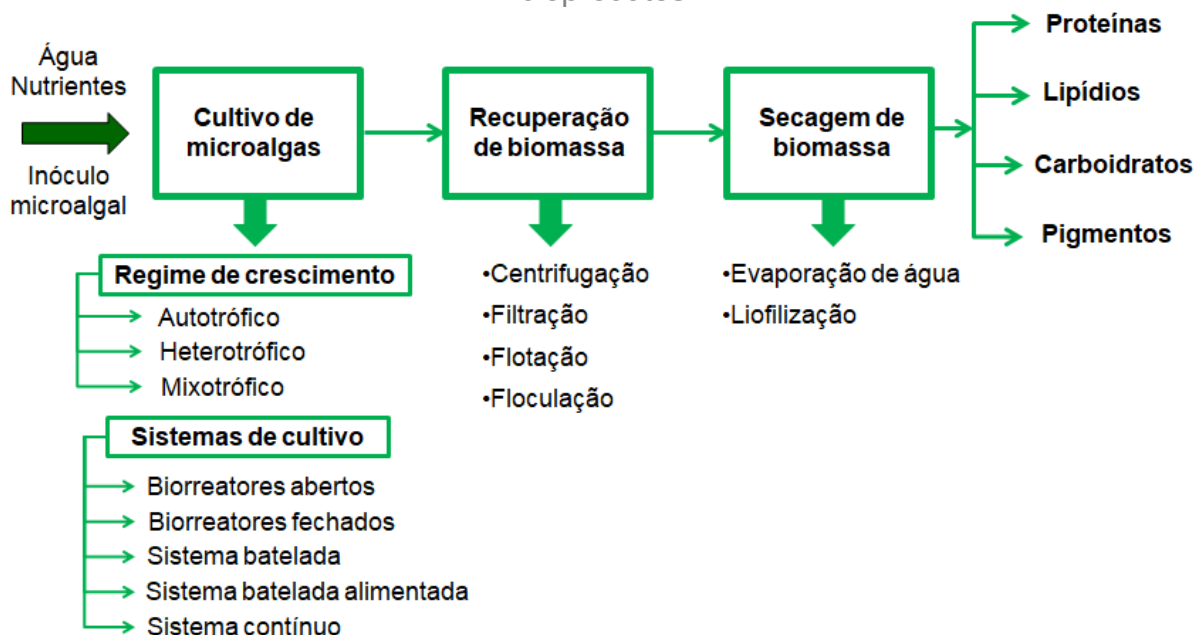 Água
Nutrientes
Inóculo
microalgal
Cultivo de
microalgas
Recuperação
de biomassa
Secagem de
biomassa
Proteínas
Lipídios
Carboidratos
Pigmentos
Regime de crescimento
Autotrófico
Heterotrófico
Mixotrófico
Sistemas de cultivo
Biorreatores abertos
Biorreatores fechados
Sistema batelada
Sistema batelada alimentada
Sistema contínuo
•Centrifugação
•Filtração
•Flotação
•Floculação
•Evaporação de água
•Liofilização